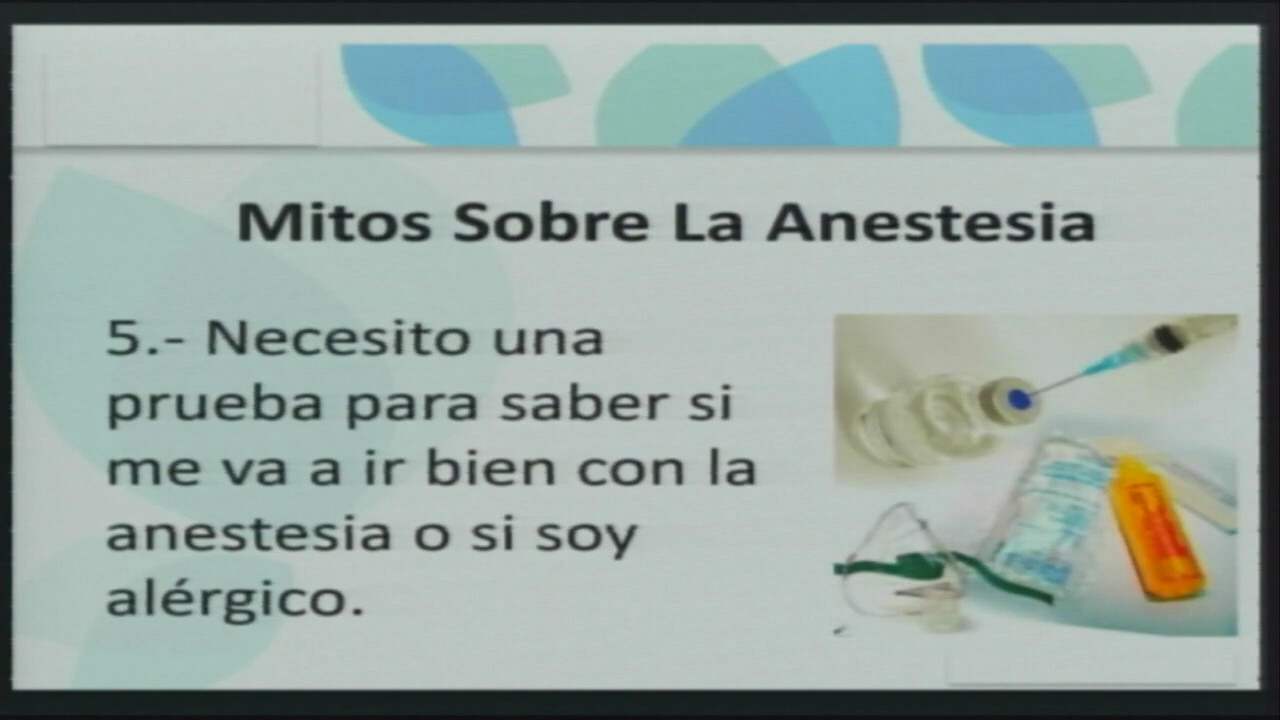 Mitos Sobre La Anestesia
5.- Necesito una
prueba para saber si
me va a ir bien con la
anestesia o si soy
alérgico.